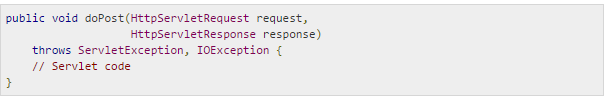 public void doPost(HttpServletRequest request,
                   HttpServletResponse response)
    throws ServletException, IOException {
    // Servlet code
}